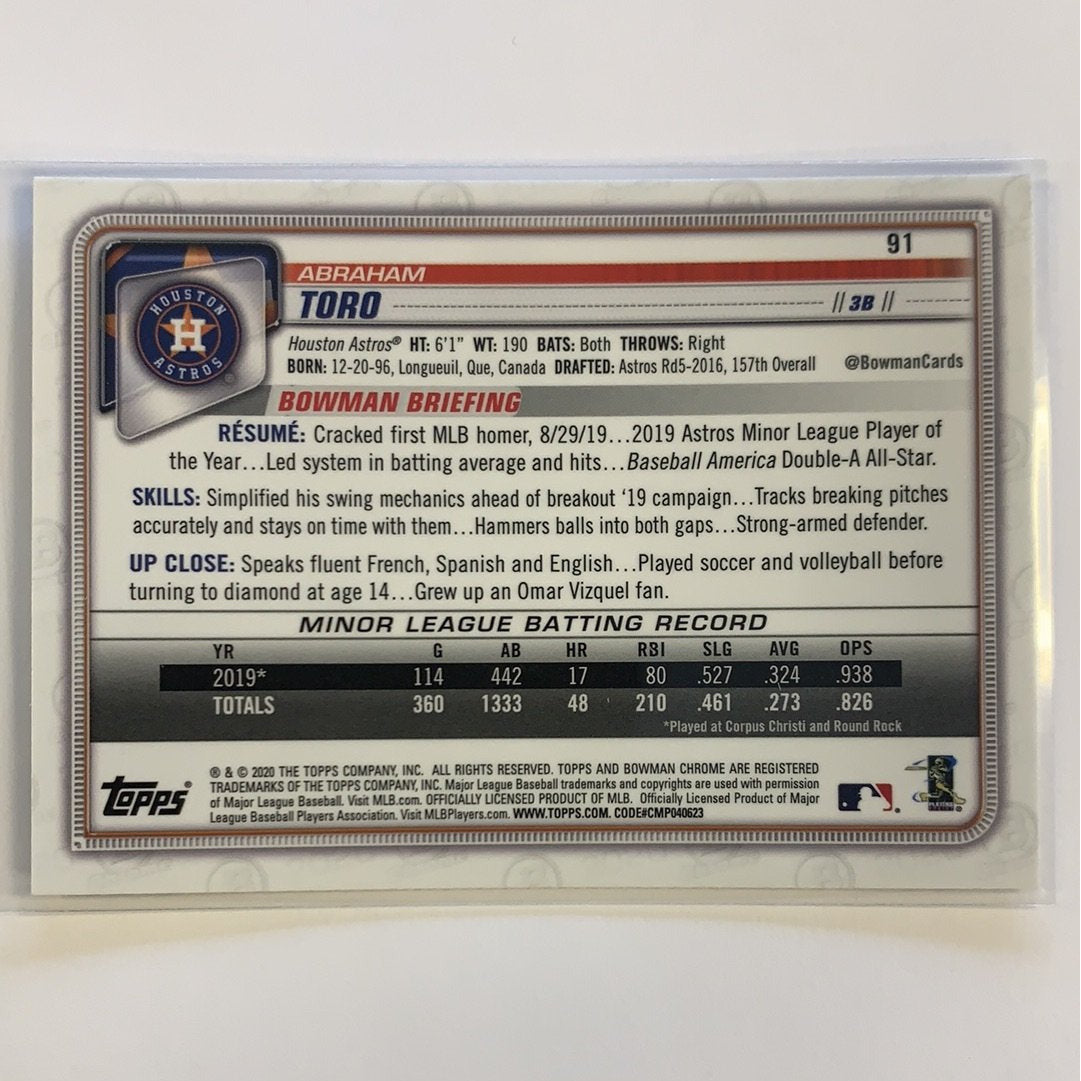 91
ABRAHAM
TORO // 3B //
HOUSTON
H
ASTROS
Houston Astros® HT: 6'1" WT: 190 BATS: Both THROWS: Right
BORN: 12-20-96, Longueuil, Que, Canada DRAFTED: Astros Rd5-2016, 157th Overall @BowmanCards
BOWMAN BRIEFING
RÉSUMÉ: Cracked first MLB homer, 8/29/19...2019 Astros Minor League Player of
the Year...Led system in batting average and hits...Baseball America Double-A All-Star.
SKILLS: Simplified his swing mechanics ahead of breakout '19 campaign...Tracks breaking pitches
accurately and stays on time with them...Hammers balls into both gaps...Strong-armed defender.
UP CLOSE: Speaks fluent French, Spanish and English...Played soccer and volleyball before
turning to diamond at age 14...Grew up an Omar Vizquel fan.
MINOR LEAGUE BATTING RECORD
YR G AB HR RBI SLG AVG OPS
2019* 114 442 17 80 .527 .324 .938
TOTALS 360 1333 48 210 .461 .273 .826
*Played at Corpus Christi and Round Rock
TOPPS®
® & © 2020 THE TOPPS COMPANY, INC. ALL RIGHTS RESERVED. TOPPS AND BOWMAN CHROME ARE REGISTERED
TRADEMARKS OF THE TOPPS COMPANY, INC. Major League Baseball trademarks and copyrights are used with permission
of Major League Baseball. Visit MLB.com. OFFICIALLY LICENSED PRODUCT OF MLB. Officially Licensed Product of Major
League Baseball Players Association. Visit MLBPlayers.com. WWW.TOPPS.COM. CODE#CMP040623